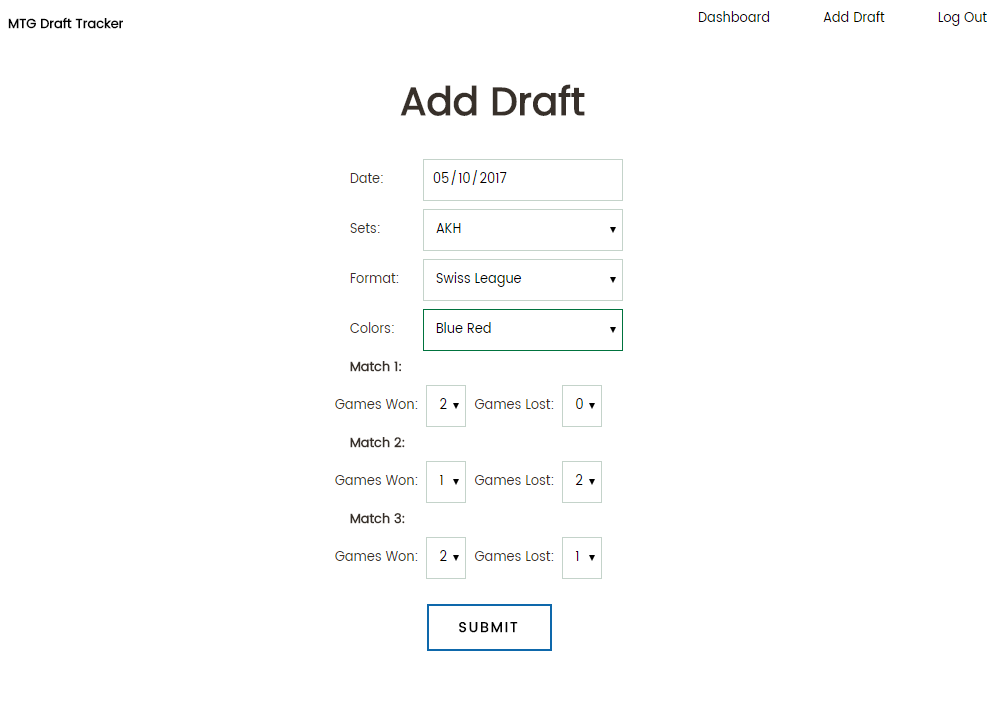 MTG Draft Tracker Dashboard Add Draft Log Out
Add Draft
Date: 05/10/2017
Sets: AKH
Format: Swiss League
Colors: Blue Red
Match 1:
Games Won: 2 Games Lost: 0
Match 2:
Games Won: 1 Games Lost: 2
Match 3:
Games Won: 2 Games Lost: 1
SUBMIT